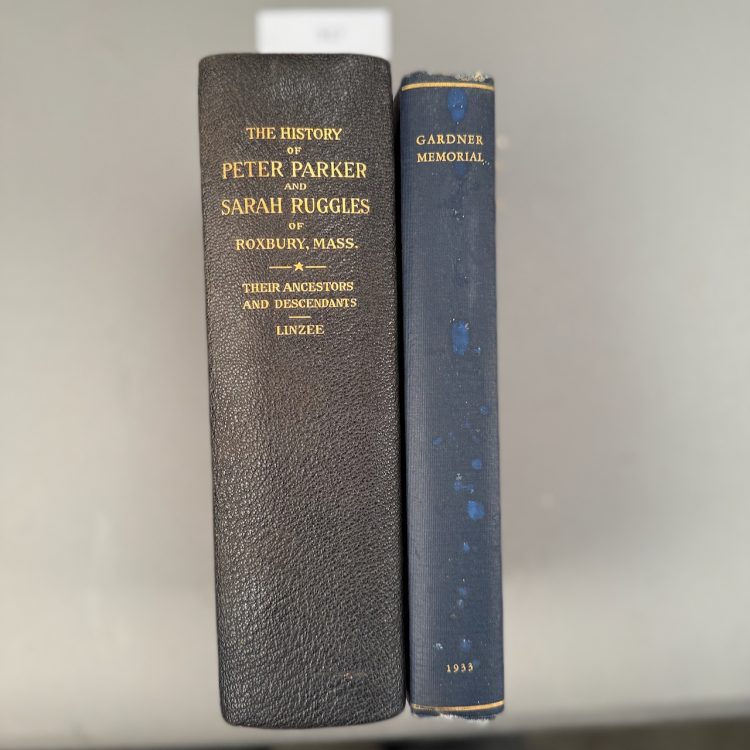 THE HISTORY
OF
PETER PARKER
AND
SARAH RUGGLES
OF
ROXBURY, MASS.
THEIR ANCESTORS
AND DESCENDANTS
LINZEE
GARDNER
MEMORIAL
1933